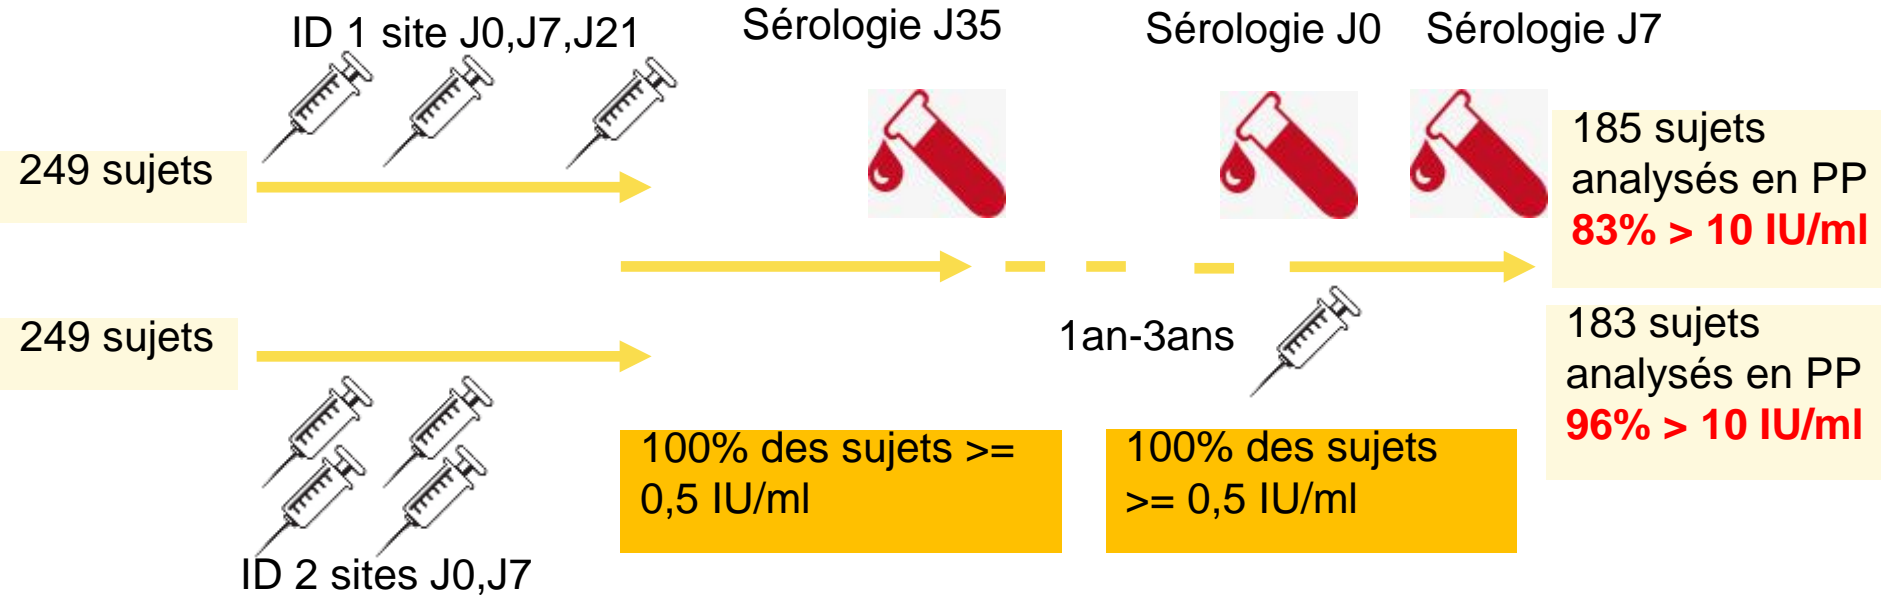 ID 1 site J0,J7,J21
Sérologie J35
Sérologie J0
Sérologie J7
249 sujets
185 sujets
analysés en PP
83% > 10 IU/ml
249 sujets
1an-3ans
183 sujets
analysés en PP
96% > 10 IU/ml
100% des sujets >=
0,5 IU/ml
100% des sujets
>= 0,5 IU/ml
ID 2 sites J0,J7